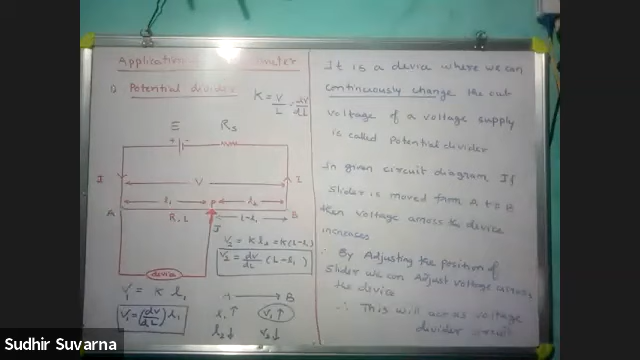 Application
meter
1) Potential divider
K = V/L = dV/dL
E
Rs
+
-
I
V
I
l1
P
l2
A
R, L
L-l1
B
J
device
V2 = K l2 = K(L-l1)
V2 = dV/dL (L-l1)
V1 = K l1
V1 = (dV/dL) l1
B
l1 ↑
V1 ↑
l2 ↓
V2 ↓
It is a device where we can
continuously change the out
voltage of a voltage supply
is called Potential divider
In given circuit diagram If
slider is moved from A to B
then voltage across the device
increases
∴ By Adjusting the position of
slider we can Adjust voltage across
the device
∴ This will act as voltage
divider circuit
Sudhir Suvarna